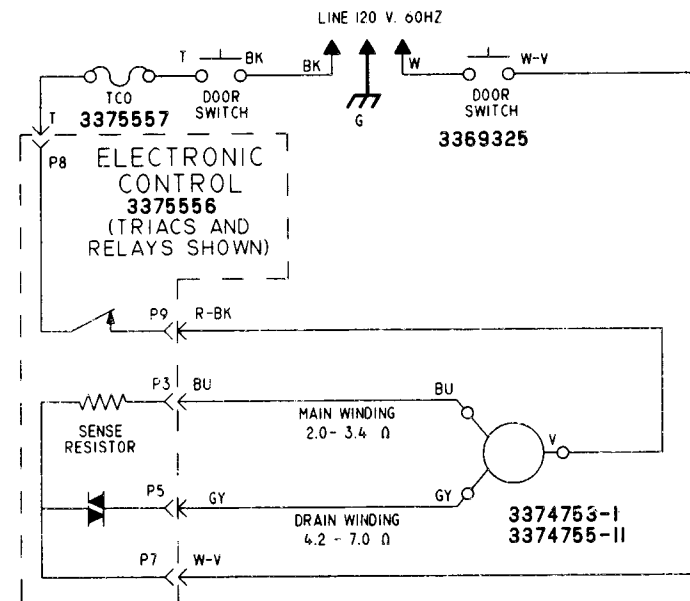 LINE 120 V. 60HZ
T
BK
BK
W
W-V
TCO
3375557
DOOR
SWITCH
G
DOOR
SWITCH
3369325
T
P8
ELECTRONIC
CONTROL
3375556
(TRIACS AND
RELAYS SHOWN)
P9
R-BK
P3
BU
BU
SENSE
RESISTOR
MAIN WINDING
2.0- 3.4 Ω
V
P5
GY
GY
DRAIN WINDING
4.2 - 7.0 Ω
3374753-I
3374755-II
P7
W-V